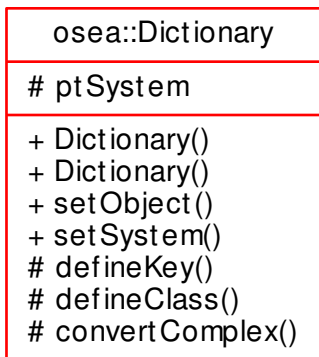 osea::Dictionary
# ptSystem
+ Dictionary()
+ Dictionary()
+ setObject()
+ setSystem()
# defineKey()
# defineClass()
# convertComplex()